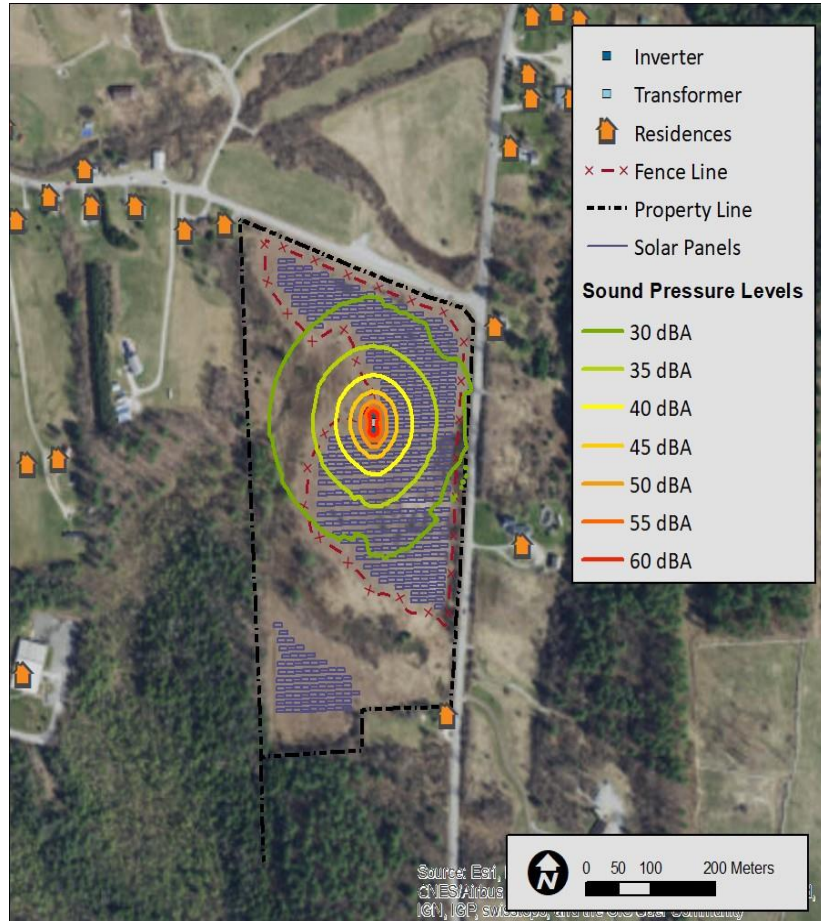 Inverter
Transformer
Residences
Fence Line
Property Line
Solar Panels
Sound Pressure Levels
30 dBA
35 dBA
40 dBA
45 dBA
50 dBA
55 dBA
60 dBA
N
0 50 100 200 Meters
Source: Esri,
CNES/Airbus
IGN, IGP, and the GIS User Community